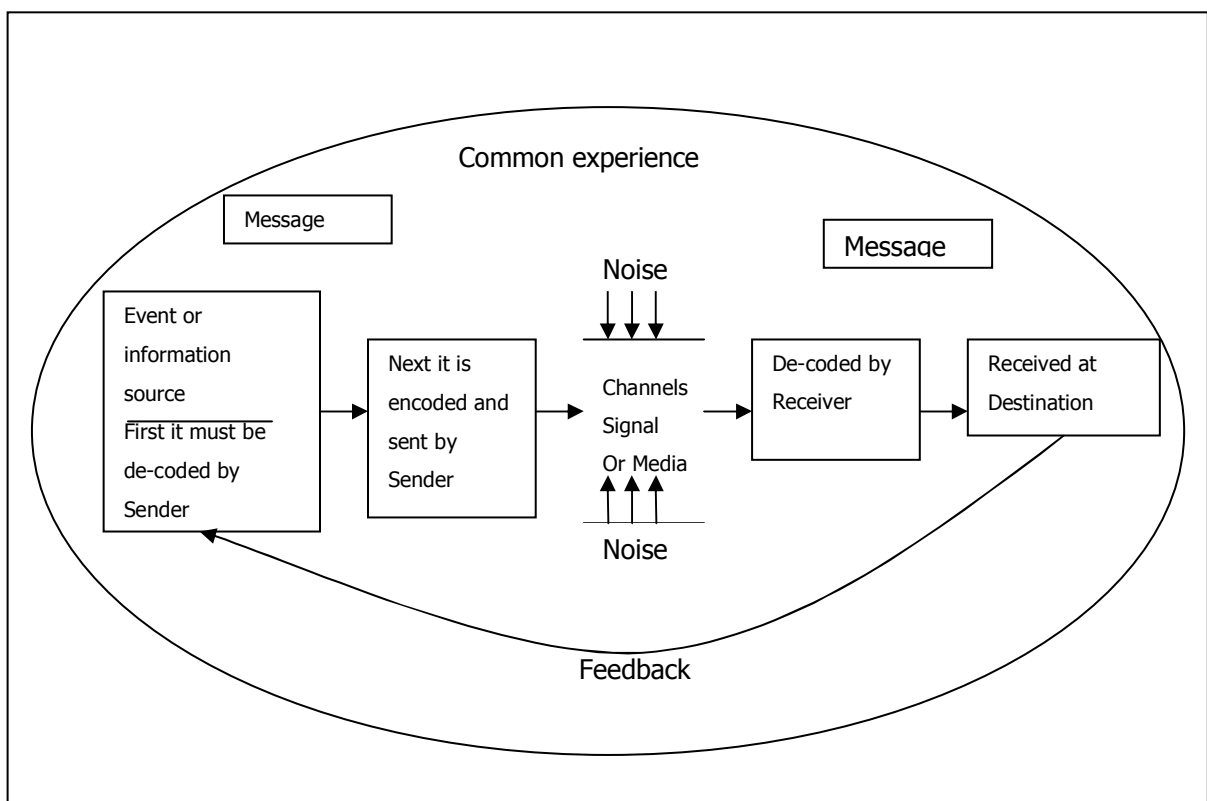 Common experience
Message
Message
Noise
Event or
information
source
First it must be
de-coded by
Sender
Next it is
encoded and
sent by
Sender
Channels
Signal
Or Media
De-coded by
Receiver
Received at
Destination
Noise
Feedback